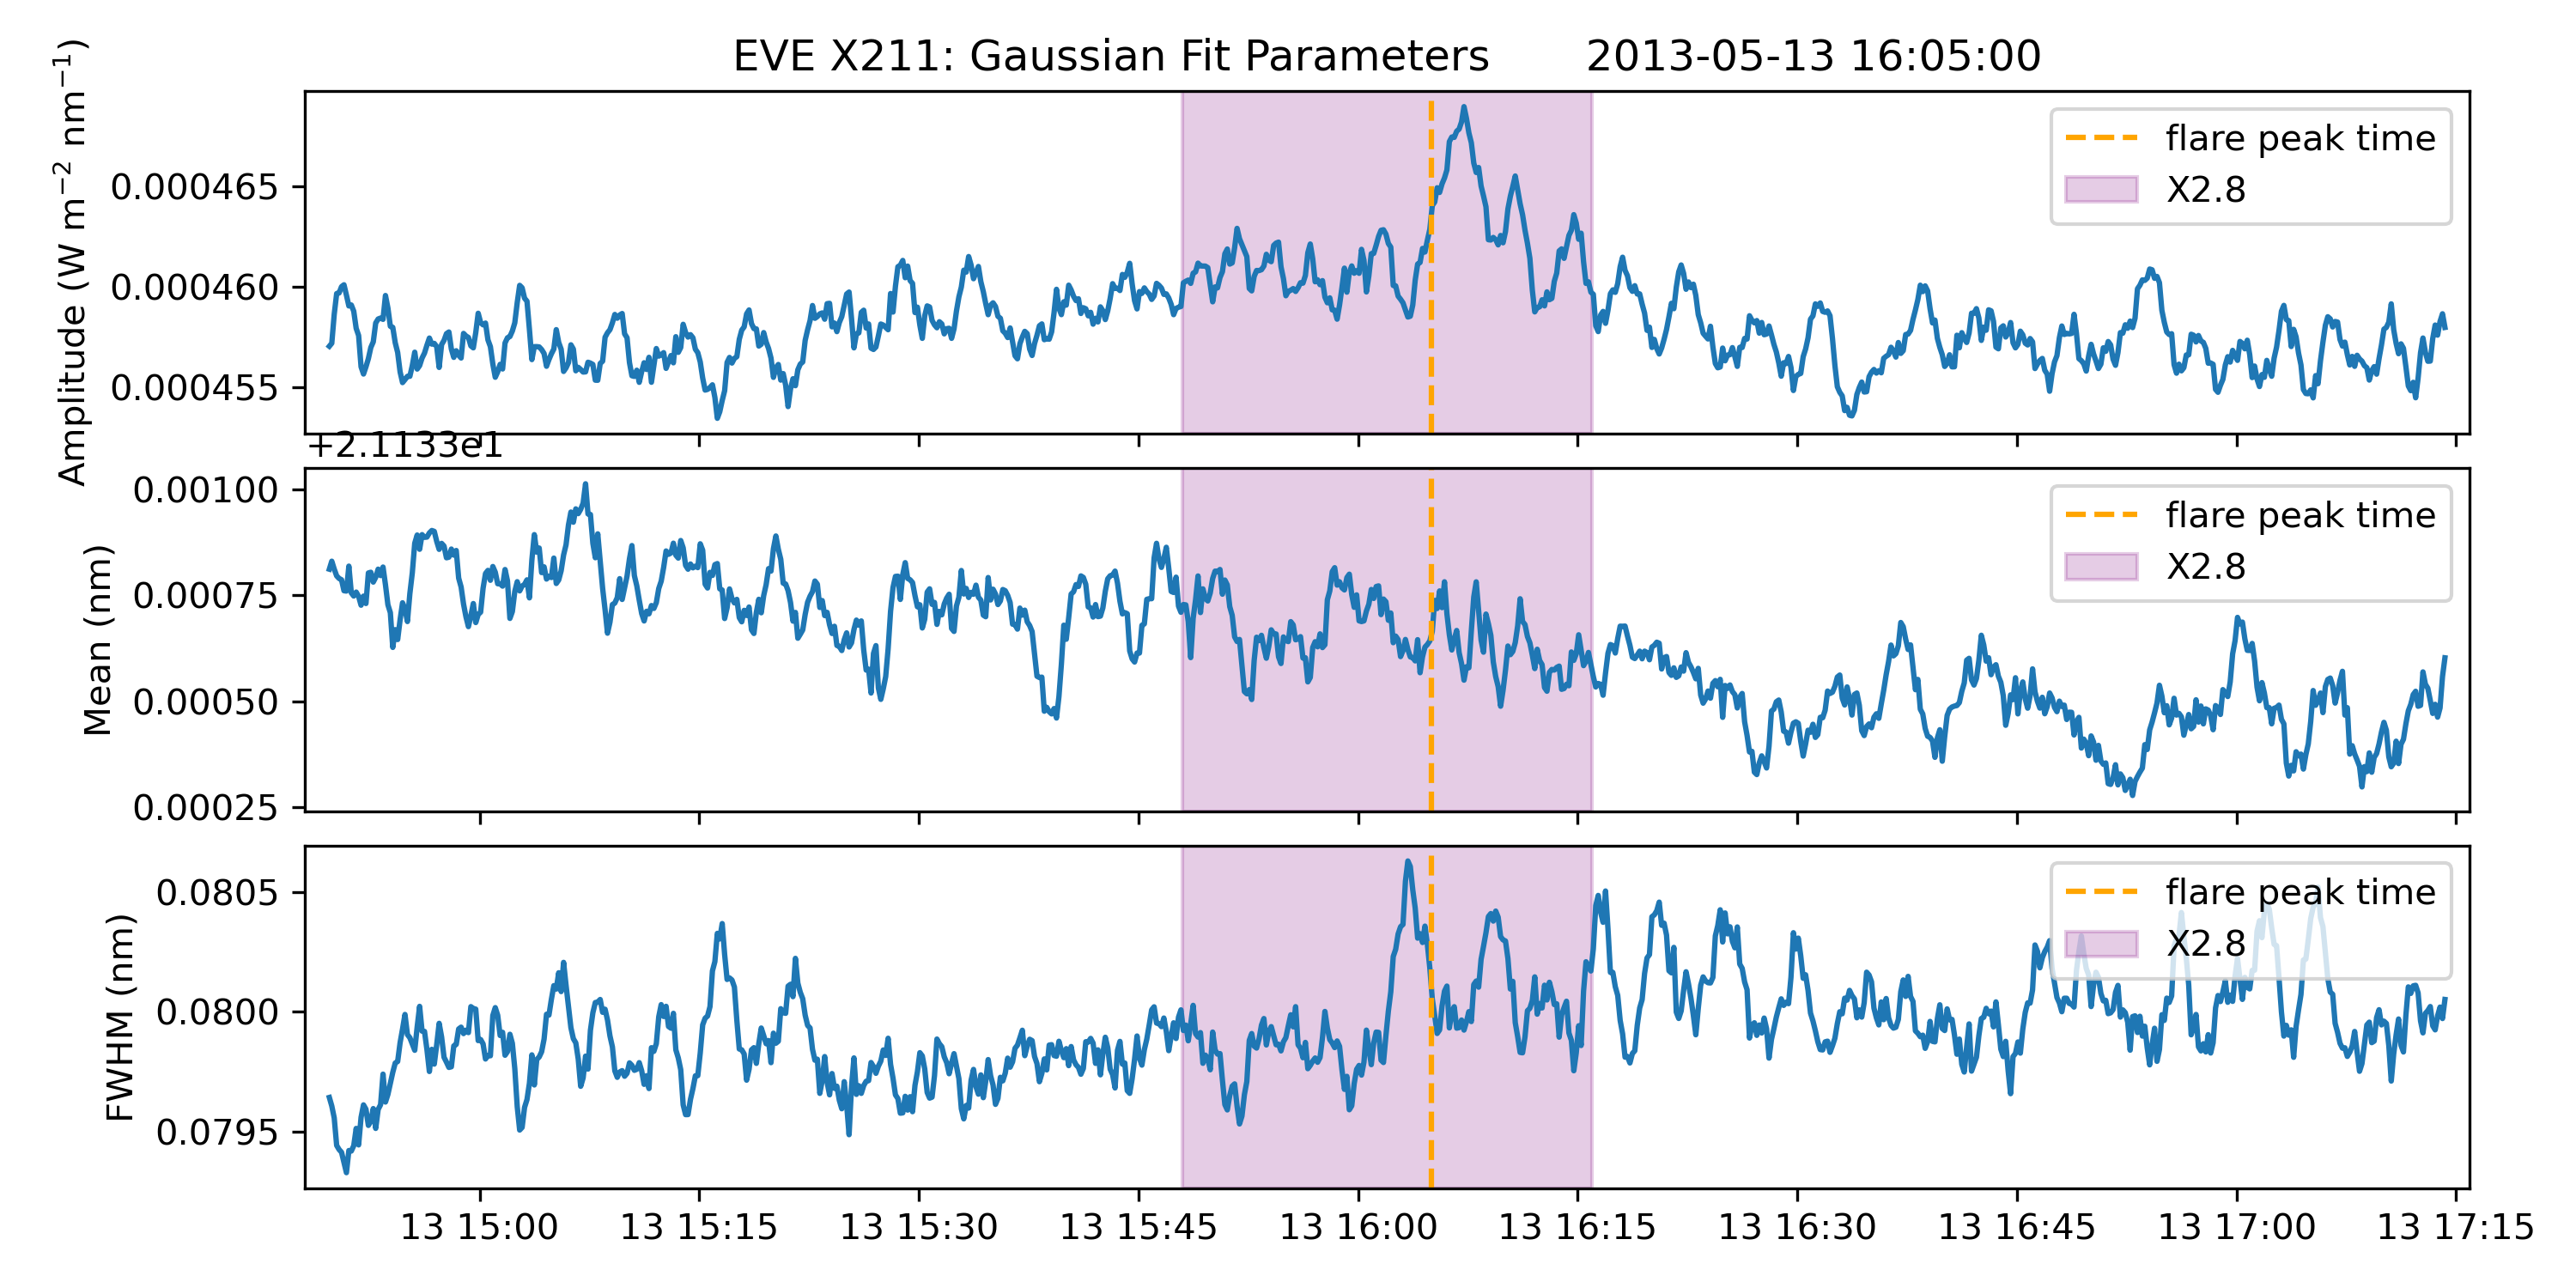 EVE X211: Gaussian Fit Parameters 2013-05-13 16:05:00
Amplitude (W m⁻² nm⁻¹)
0.000465
0.000460
0.000455
flare peak time
X2.8
+2.1133e1
Mean (nm)
0.00100
0.00075
0.00050
0.00025
flare peak time
X2.8
FWHM (nm)
0.0805
0.0800
0.0795
flare peak time
X2.8
13 15:00 13 15:15 13 15:30 13 15:45 13 16:00 13 16:15 13 16:30 13 16:45 13 17:00 13 17:15